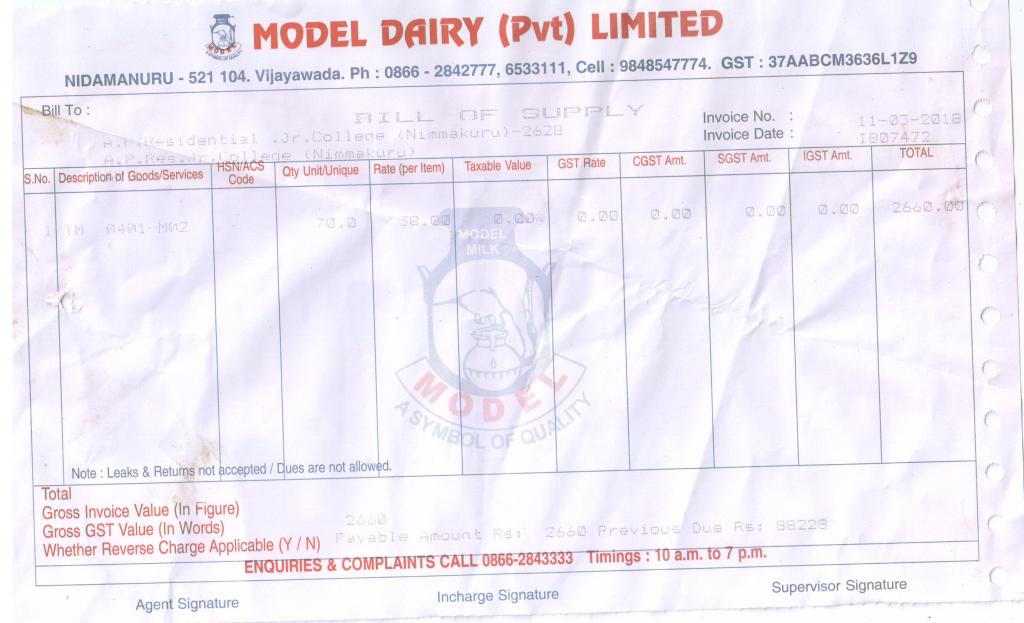 MODEL DAIRY (Pvt) LIMITED
NIDAMANURU - 521 104. Vijayawada. Ph : 0866 - 2842777, 6533111, Cell : 9848547774. GST : 37AABCM3636L1Z9
Bill To :
BILL OF SUPPLY
Invoice No. : 11-03-2018
Invoice Date : I807472
A.P.Residential .Jr.College (Nimmakuru)-2628
A.P.Res.Jr.College (Nimmakuru)
S.No. Description of Goods/Services HSN/ACS Code Qty Unit/Unique Rate (per Item) Taxable Value GST Rate CGST Amt. SGST Amt. IGST Amt. TOTAL
1 TM 0401-M02 70.0 38.00 0.00% 0.00 0.00 0.00 0.00 2660.00
MODEL
MILK
MODEL
A SYMBOL OF QUALITY
Note : Leaks & Returns not accepted / Dues are not allowed.
Total
Gross Invoice Value (In Figure) 2660
Gross GST Value (In Words) Payable Amount Rs: 2660 Previous Due Rs: 88228
Whether Reverse Charge Applicable (Y / N)
ENQUIRIES & COMPLAINTS CALL 0866-2843333 Timings : 10 a.m. to 7 p.m.
Agent Signature Incharge Signature Supervisor Signature